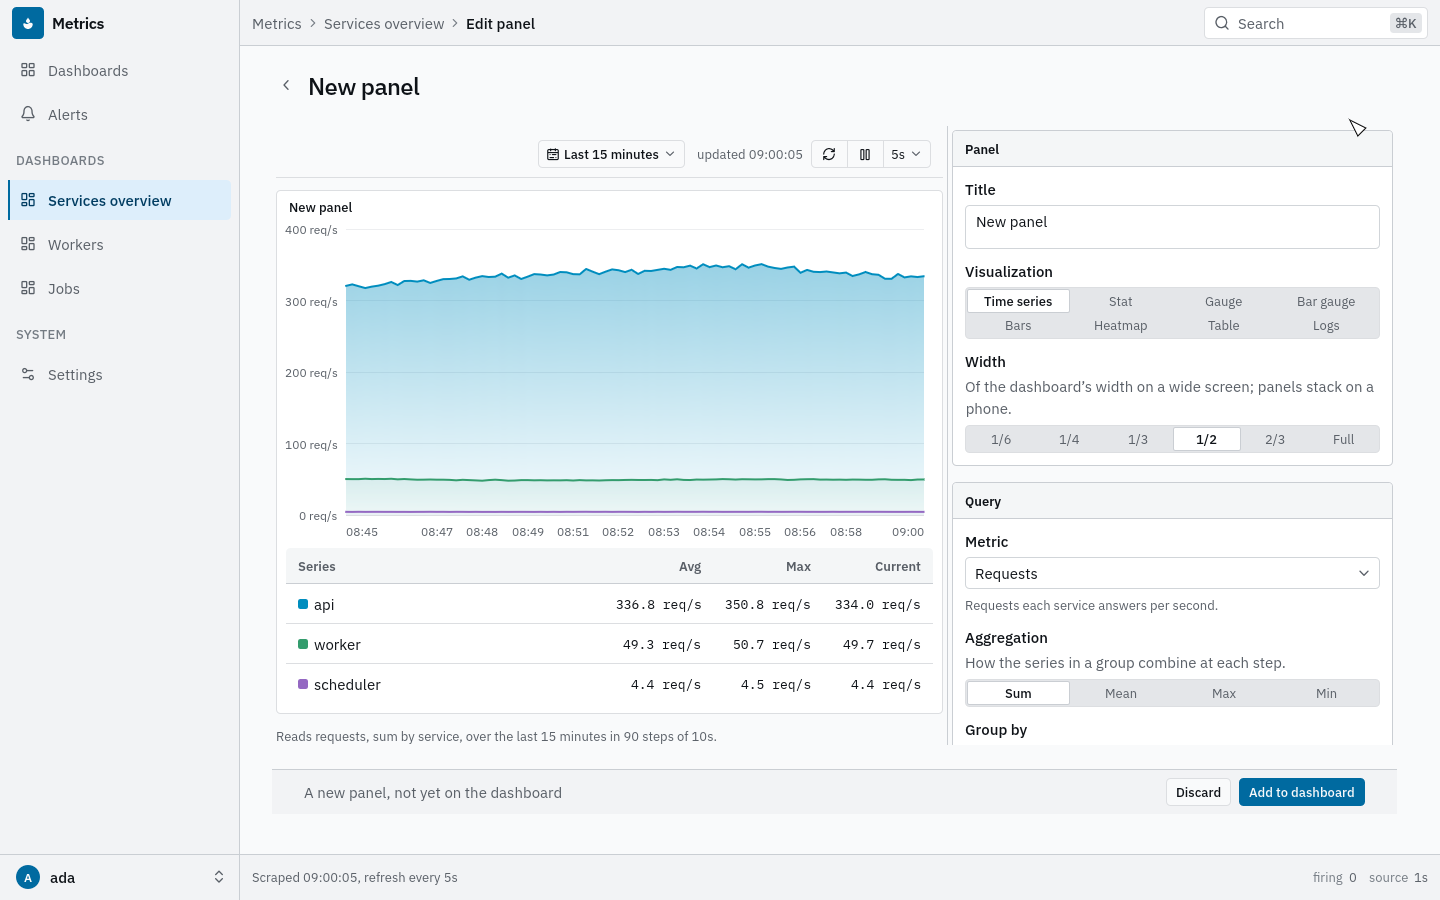 Metrics
Metrics > Services overview > Edit panel
Search
⌘K
Dashboards
Alerts
DASHBOARDS
Services overview
Workers
Jobs
SYSTEM
Settings
New panel
Last 15 minutes
updated 09:00:05
5s
New panel
400 req/s
300 req/s
200 req/s
100 req/s
0 req/s
08:45 08:47 08:48 08:49 08:51 08:52 08:53 08:54 08:55 08:56 08:58 09:00
Series Avg Max Current
api 336.8 req/s 350.8 req/s 334.0 req/s
worker 49.3 req/s 50.7 req/s 49.7 req/s
scheduler 4.4 req/s 4.5 req/s 4.4 req/s
Reads requests, sum by service, over the last 15 minutes in 90 steps of 10s.
Panel
Title
New panel
Visualization
Time series Stat Gauge Bar gauge
Bars Heatmap Table Logs
Width
Of the dashboard’s width on a wide screen; panels stack on a
phone.
1/6 1/4 1/3 1/2 2/3 Full
Query
Metric
Requests
Requests each service answers per second.
Aggregation
How the series in a group combine at each step.
Sum Mean Max Min
Group by
A new panel, not yet on the dashboard
Discard
Add to dashboard
A
ada
Scraped 09:00:05, refresh every 5s
firing 0 source 1s